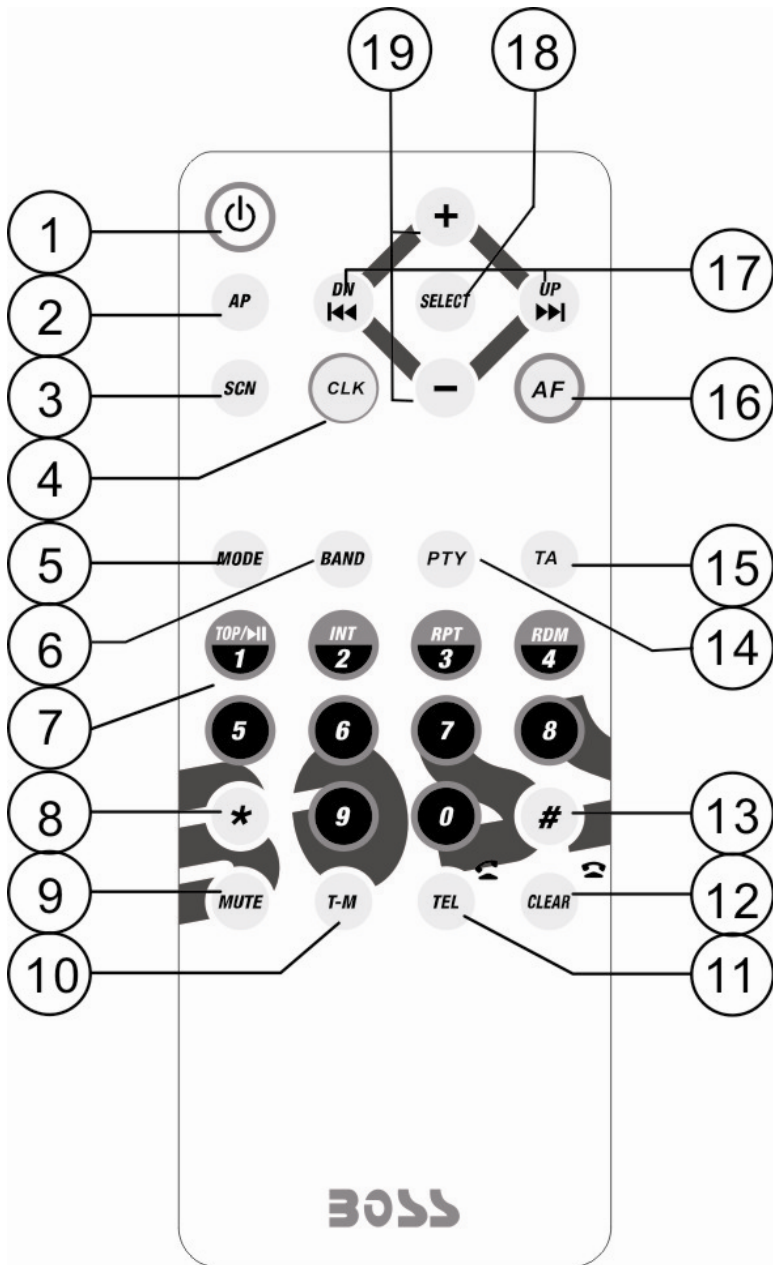 19 18
1
+
DN UP
17
2
AP
SELECT
3
SCN
CLK
−
AF
16
4
5
MODE BAND PTY TA
15
6
14
TOP/ INT RPT RDM
1 2 3 4
7
5 6 7 8
8
* 9 0 #
13
9
MUTE T-M TEL CLEAR
12
10
11
BOSS